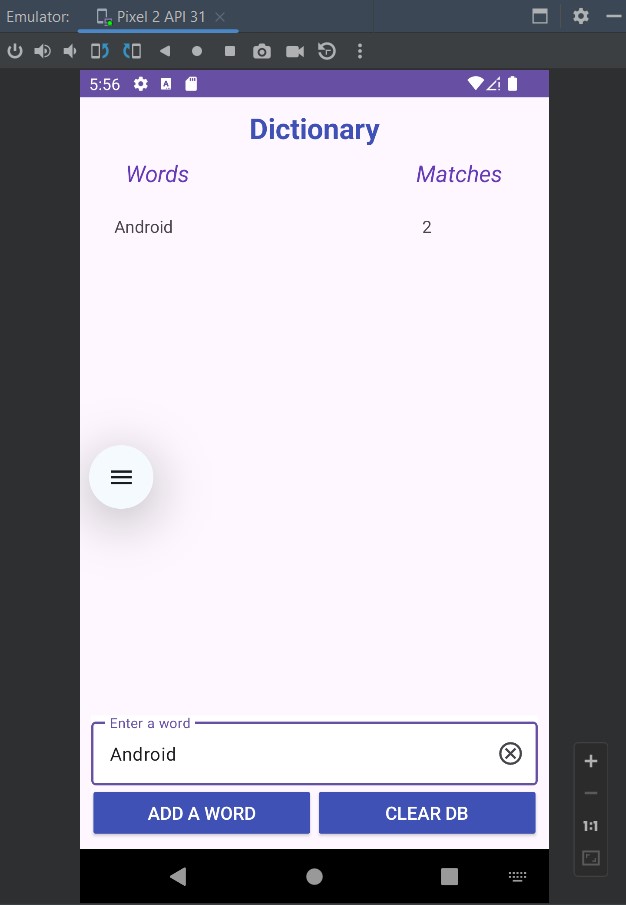 Emulator: Pixel 2 API 31
5:56 A
Dictionary
Words Matches
Android 2
Enter a word
Android
ADD A WORD CLEAR DB
1:1